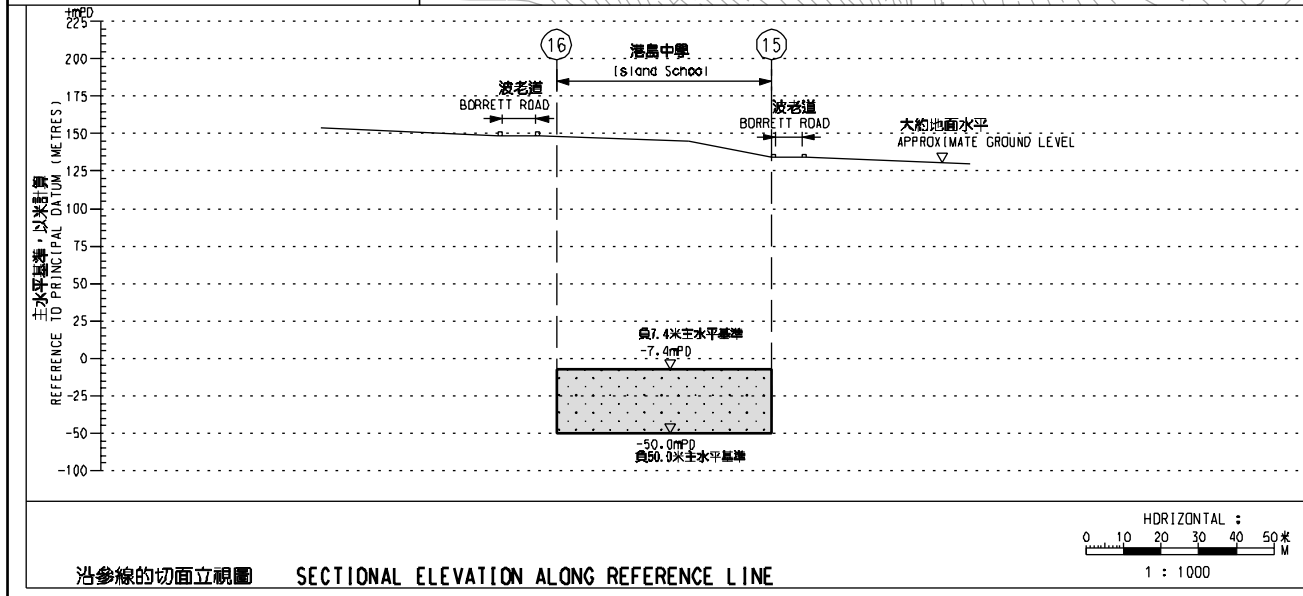 +mPD
225
200
175
150
125
100
75
50
25
0
-25
-50
-100
主水平基準，以米計算
REFERENCE TO PRINCIPAL DATUM (METRES)
16
15
港島中學
Island School
波老道
BORRETT ROAD
波老道
BORRETT ROAD
大約地面水平
APPROXIMATE GROUND LEVEL
負7.4米主水平基準
-7.4mPD
-50.0mPD
負50.0米主水平基準
HORIZONTAL :
0 10 20 30 40 50米
M
1 : 1000
沿參線的切面立視圖 SECTIONAL ELEVATION ALONG REFERENCE LINE